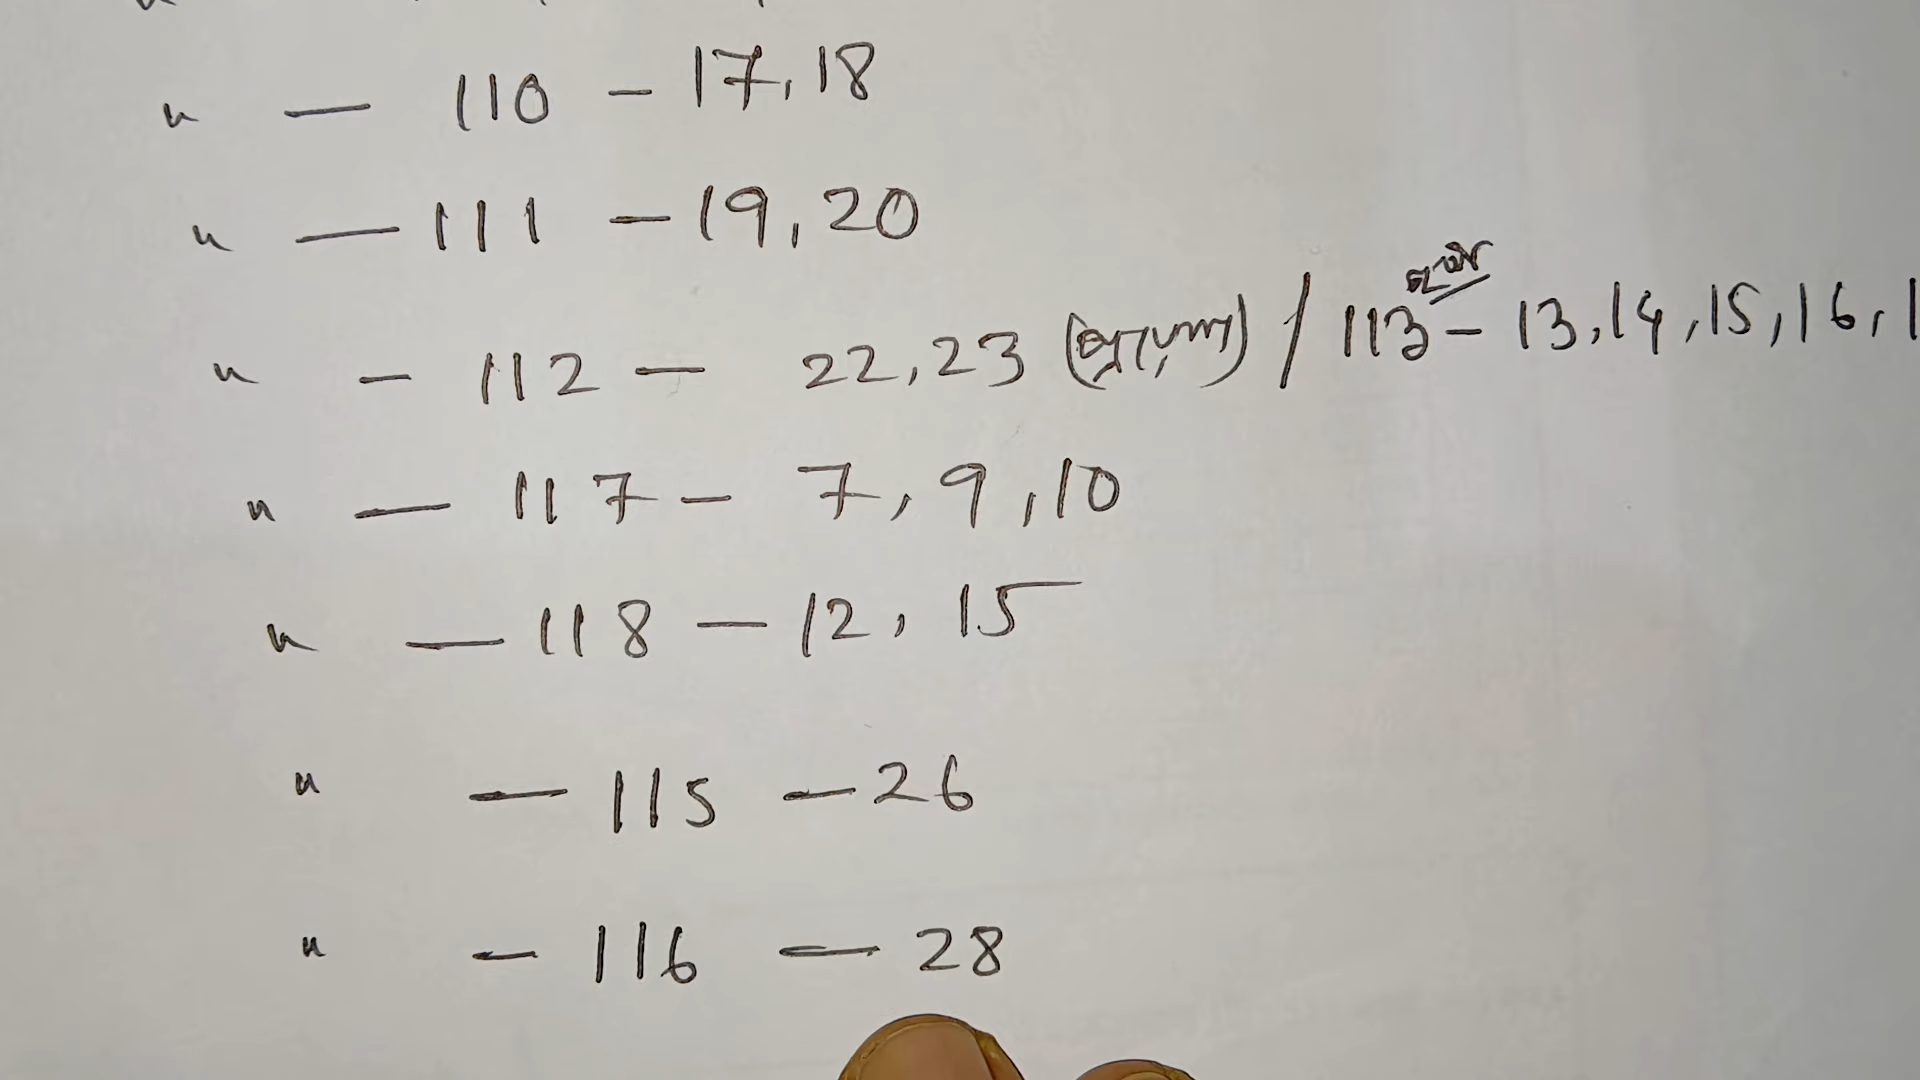 " — 110 - 17, 18
" — 111 - 19, 20
" - 112 - 22, 23 / 113 - 13, 14, 15, 16, 1
" — 117 - 7, 9, 10
" — 118 - 12, 15
" — 115 - 26
" - 116 - 28